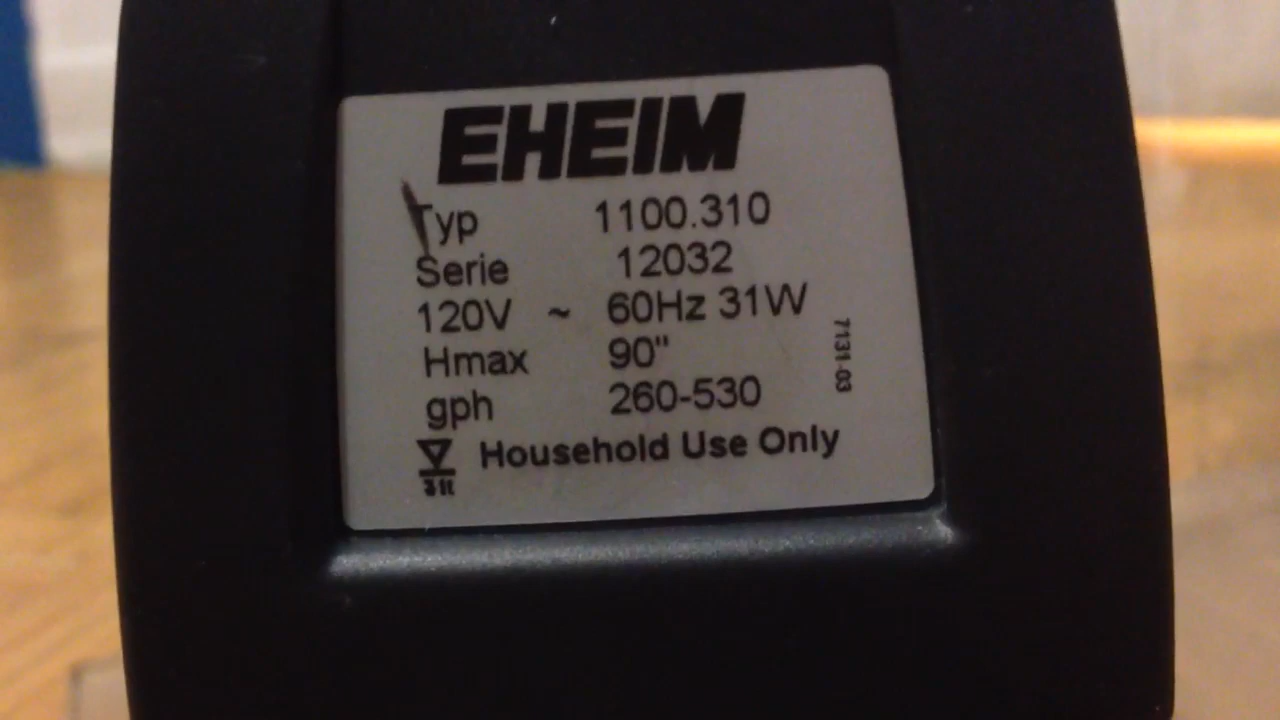 EHEIM
Typ 1100.310
Serie 12032
120V ~ 60Hz 31W
Hmax 90"
gph 260-530
Household Use Only
7131-03